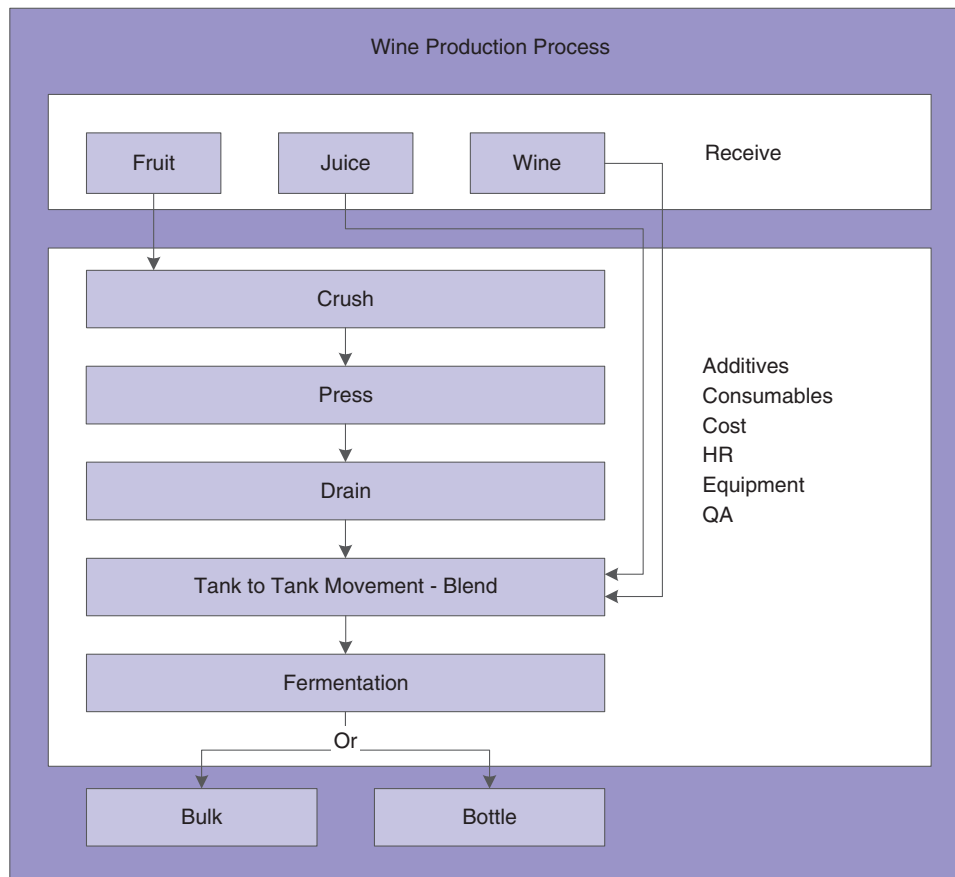 Wine Production Process
Fruit
Juice
Wine
Receive
Crush
Press
Drain
Tank to Tank Movement - Blend
Fermentation
Additives
Consumables
Cost
HR
Equipment
QA
Or
Bulk
Bottle